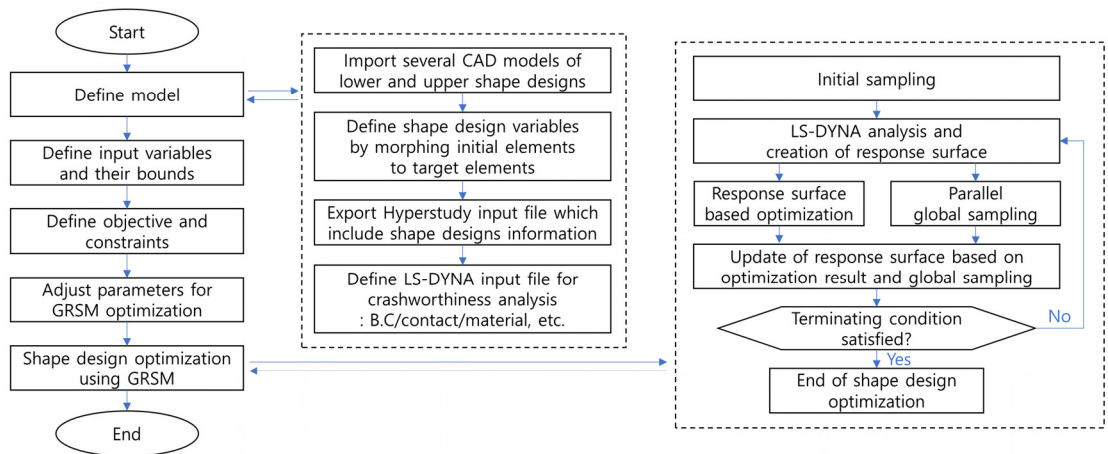 Start
Define model
Define input variables
and their bounds
Define objective and
constraints
Adjust parameters for
GRSM optimization
Shape design optimization
using GRSM
End
Import several CAD models of
lower and upper shape designs
Define shape design variables
by morphing initial elements
to target elements
Export Hyperstudy input file which
include shape designs information
Define LS-DYNA input file for
crashworthiness analysis
: B.C/contact/material, etc.
Initial sampling
LS-DYNA analysis and
creation of response surface
Response surface
based optimization
Parallel
global sampling
Update of response surface based on
optimization result and global sampling
Terminating condition
satisfied?
No
Yes
End of shape design
optimization